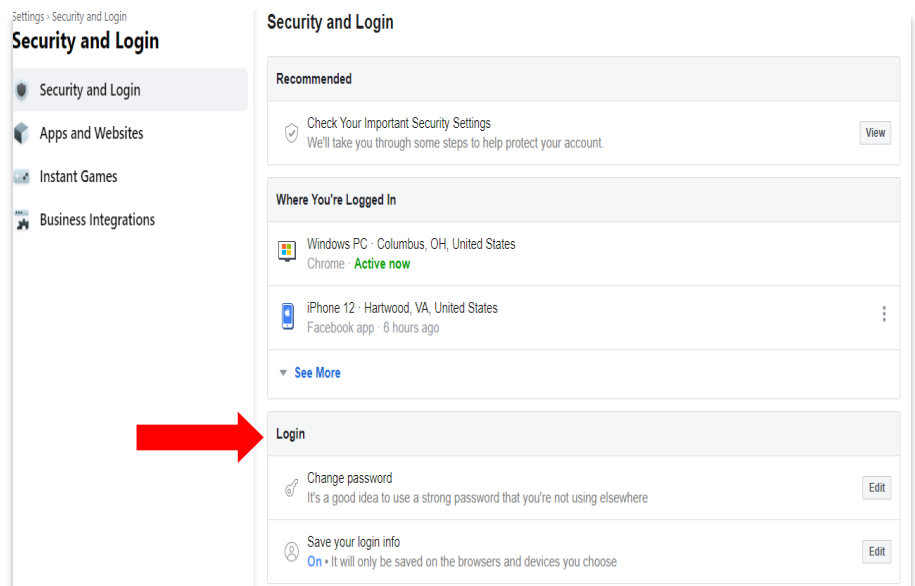 Settings › Security and Login
Security and Login
Security and Login
Apps and Websites
Instant Games
Business Integrations
Security and Login
Recommended
Check Your Important Security Settings
We'll take you through some steps to help protect your account.
View
Where You're Logged In
Windows PC · Columbus, OH, United States
Chrome · Active now
iPhone 12 · Hartwood, VA, United States
Facebook app · 6 hours ago
See More
Login
Change password
It's a good idea to use a strong password that you're not using elsewhere
Edit
Save your login info
On • It will only be saved on the browsers and devices you choose
Edit